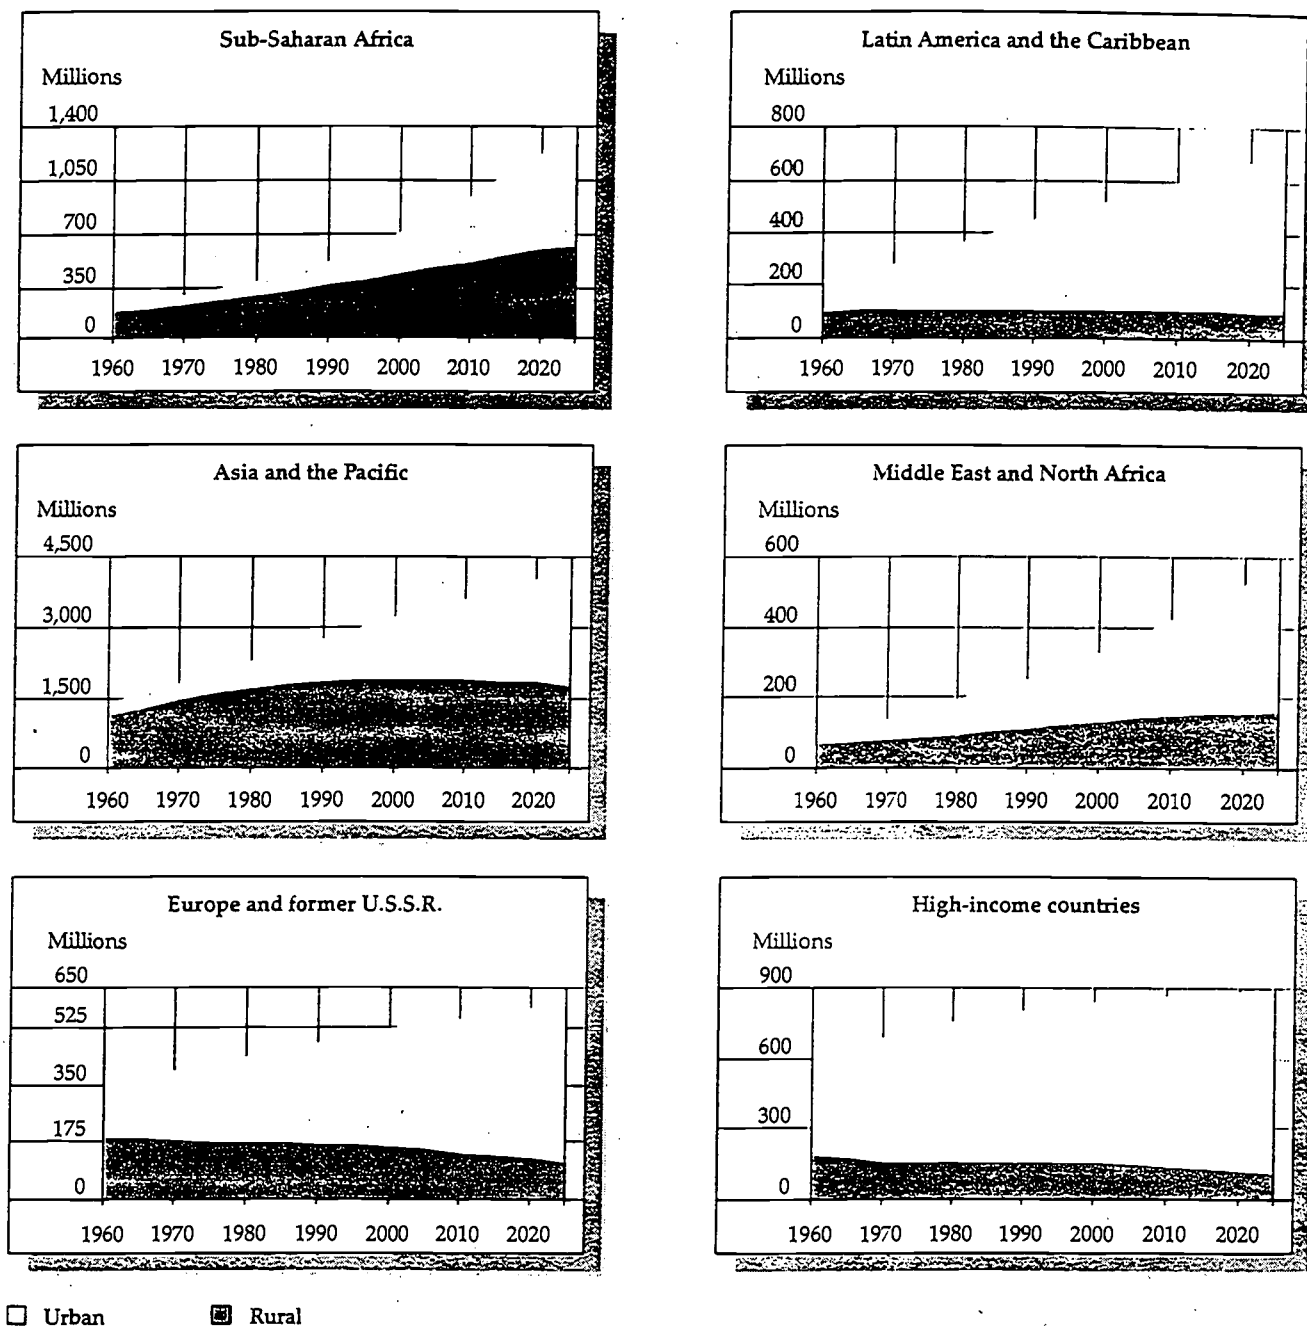 Sub-Saharan Africa
Millions
1,400
1,050
700
350
0
1960 1970 1980 1990 2000 2010 2020
Latin America and the Caribbean
Millions
800
600
400
200
0
1960 1970 1980 1990 2000 2010 2020
Asia and the Pacific
Millions
4,500
3,000
1,500
0
1960 1970 1980 1990 2000 2010 2020
Middle East and North Africa
Millions
600
400
200
0
1960 1970 1980 1990 2000 2010 2020
Europe and former U.S.S.R.
Millions
650
525
350
175
0
1960 1970 1980 1990 2000 2010 2020
High-income countries
Millions
900
600
300
0
1960 1970 1980 1990 2000 2010 2020
Urban Rural